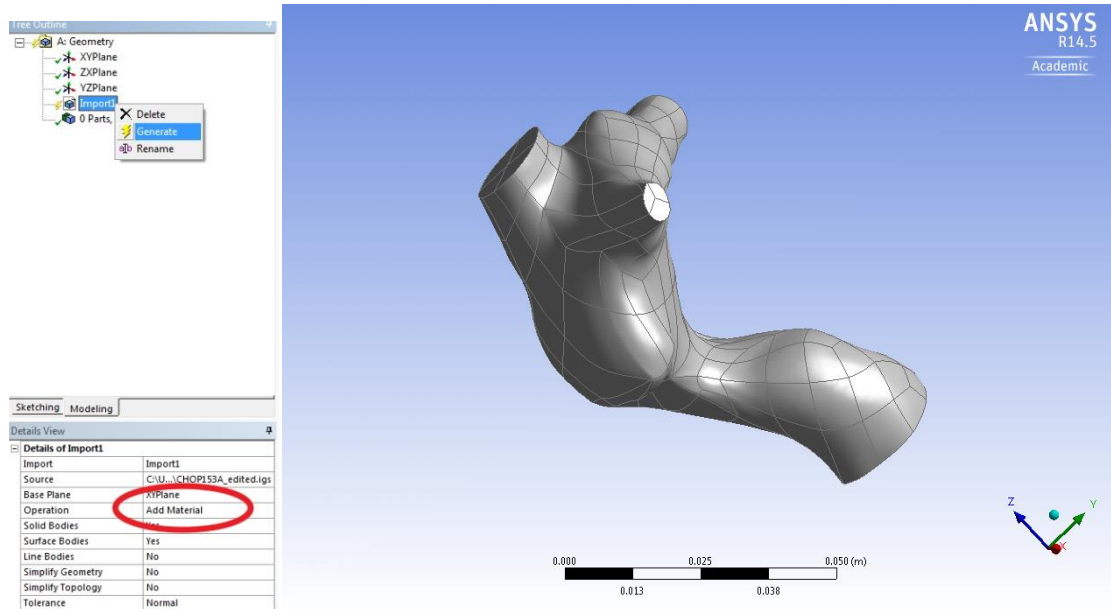 Tree Outline
A: Geometry
XYPlane
ZXPlane
YZPlane
Import1
0 Parts,
Delete
Generate
Rename
Sketching Modeling
Details View
Details of Import1
Import Import1
Source C:\U...\CHOP153A_edited.igs
Base Plane XYPlane
Operation Add Material
Solid Bodies Yes
Surface Bodies Yes
Line Bodies No
Simplify Geometry No
Simplify Topology No
Tolerance Normal
ANSYS
R14.5
Academic
0.000 0.025 0.050 (m)
0.013 0.038
Z Y
X